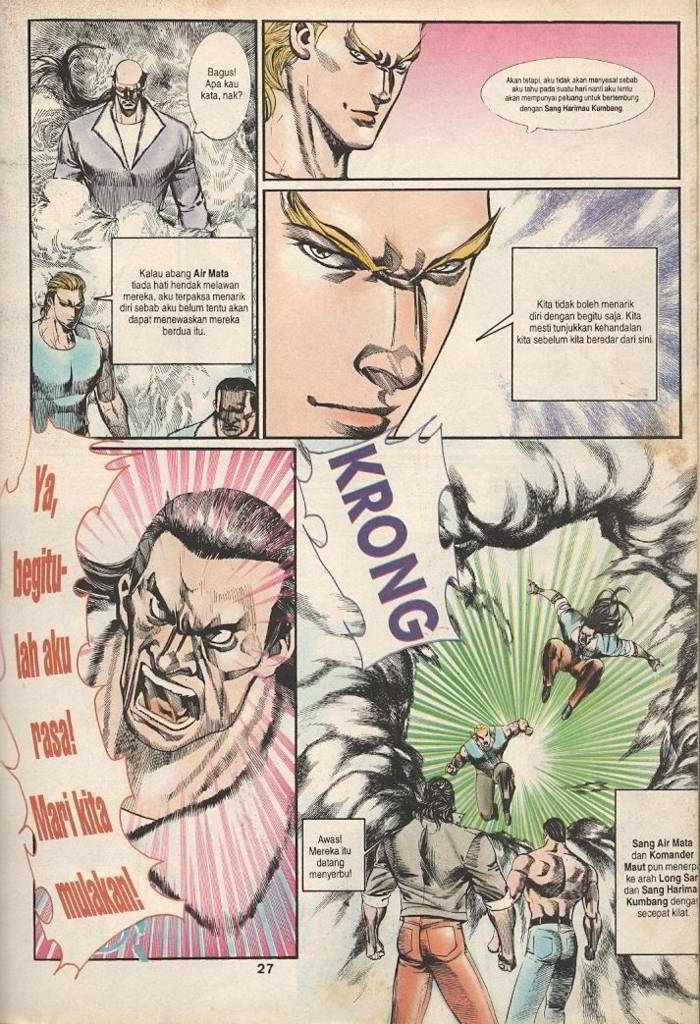 Bagus!
Apa kau
kata, nak?
Kalau abang Air Mata
tiada hati hendak melawan
mereka, aku terpaksa menarik
diri sebab aku belum tentu akan
dapat menewaskan mereka
berdua itu.
Akan tetapi, aku tidak akan menyesal sebab
aku tahu pada suatu hari nanti aku tentu
akan mempunyai peluang untuk bertembung
dengan Sang Harimau Kumbang.
Kita tidak boleh menarik
diri dengan begitu saja. Kita
mesti tunjukkan kehandalan
kita sebelum kita beredar dari sini.
Ya,
begitu-
lah aku
rasa!
Mari kita
mulakan!
KRONG
Awas!
Mereka itu
datang
menyerbu!
Sang Air Mata
dan Komander
Maut pun menerpa
ke arah Long Sar
dan Sang Harima
Kumbang dengan
secepat kilat.
27